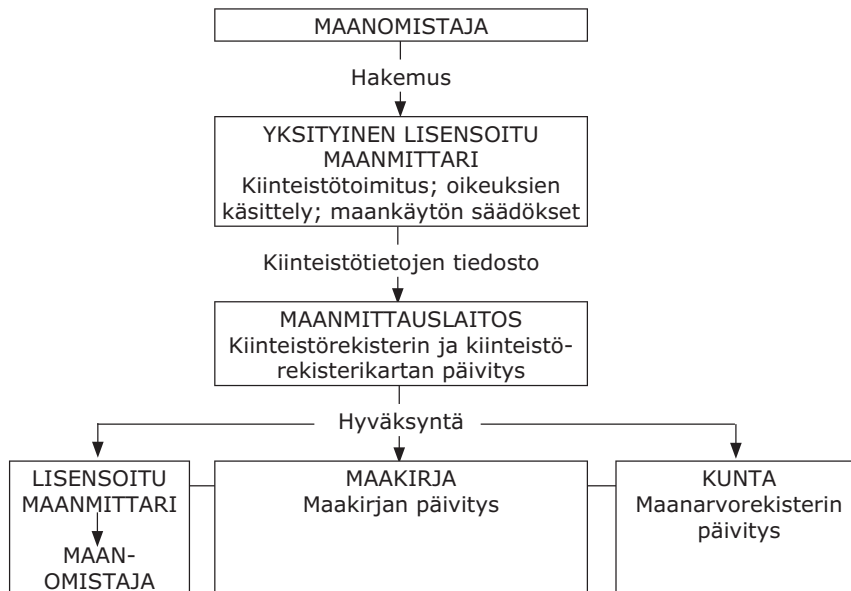 MAANOMISTAJA
Hakemus
YKSITYINEN LISENSOITU
MAANMITTARI
Kiinteistötoimitus; oikeuksien
käsittely; maankäytön säädökset
Kiinteistötietojen tiedosto
MAANMITTAUSLAITOS
Kiinteistörekisterin ja kiinteistö-
rekisterikartan päivitys
Hyväksyntä
LISENSOITU
MAANMITTARI
MAAN-
OMISTAJA
MAAKIRJA
Maakirjan päivitys
KUNTA
Maanarvorekisterin
päivitys